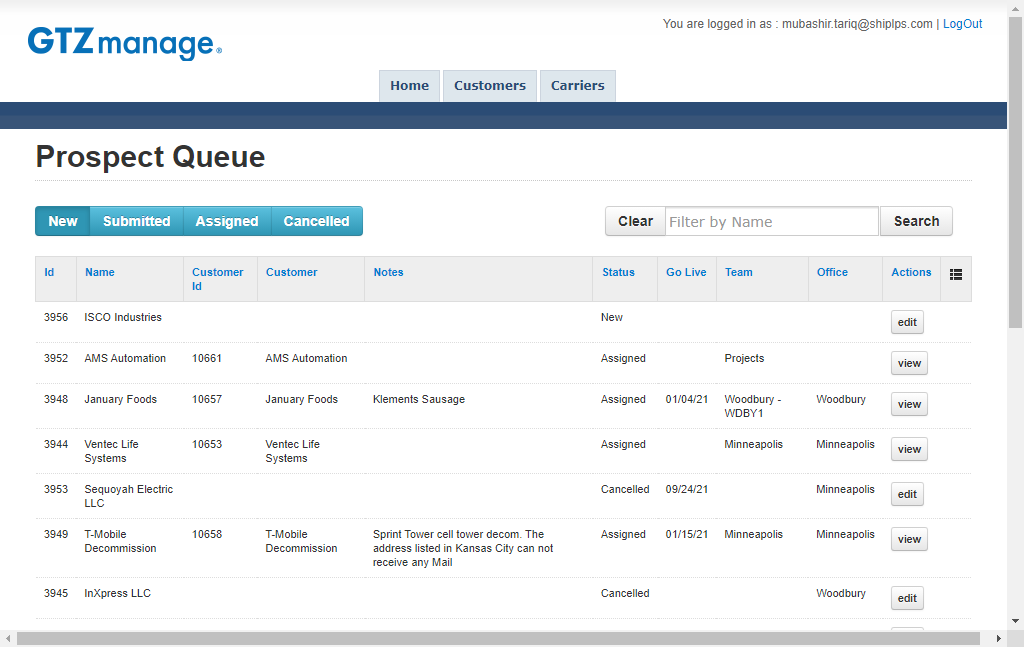 You are logged in as : mubashir.tariq@shiplps.com | LogOut
GTZmanage®
Home Customers Carriers
Prospect Queue
New Submitted Assigned Cancelled Clear Filter by Name Search
Id Name Customer Id Customer Notes Status Go Live Team Office Actions
3956 ISCO Industries New edit
3952 AMS Automation 10661 AMS Automation Assigned Projects view
3948 January Foods 10657 January Foods Klements Sausage Assigned 01/04/21 Woodbury - WDBY1 Woodbury view
3944 Ventec Life Systems 10653 Ventec Life Systems Assigned Minneapolis Minneapolis view
3953 Sequoyah Electric LLC Cancelled 09/24/21 Minneapolis edit
3949 T-Mobile Decommission 10658 T-Mobile Decommission Sprint Tower cell tower decom. The address listed in Kansas City can not receive any Mail Assigned 01/15/21 Minneapolis Minneapolis view
3945 InXpress LLC Cancelled Woodbury edit